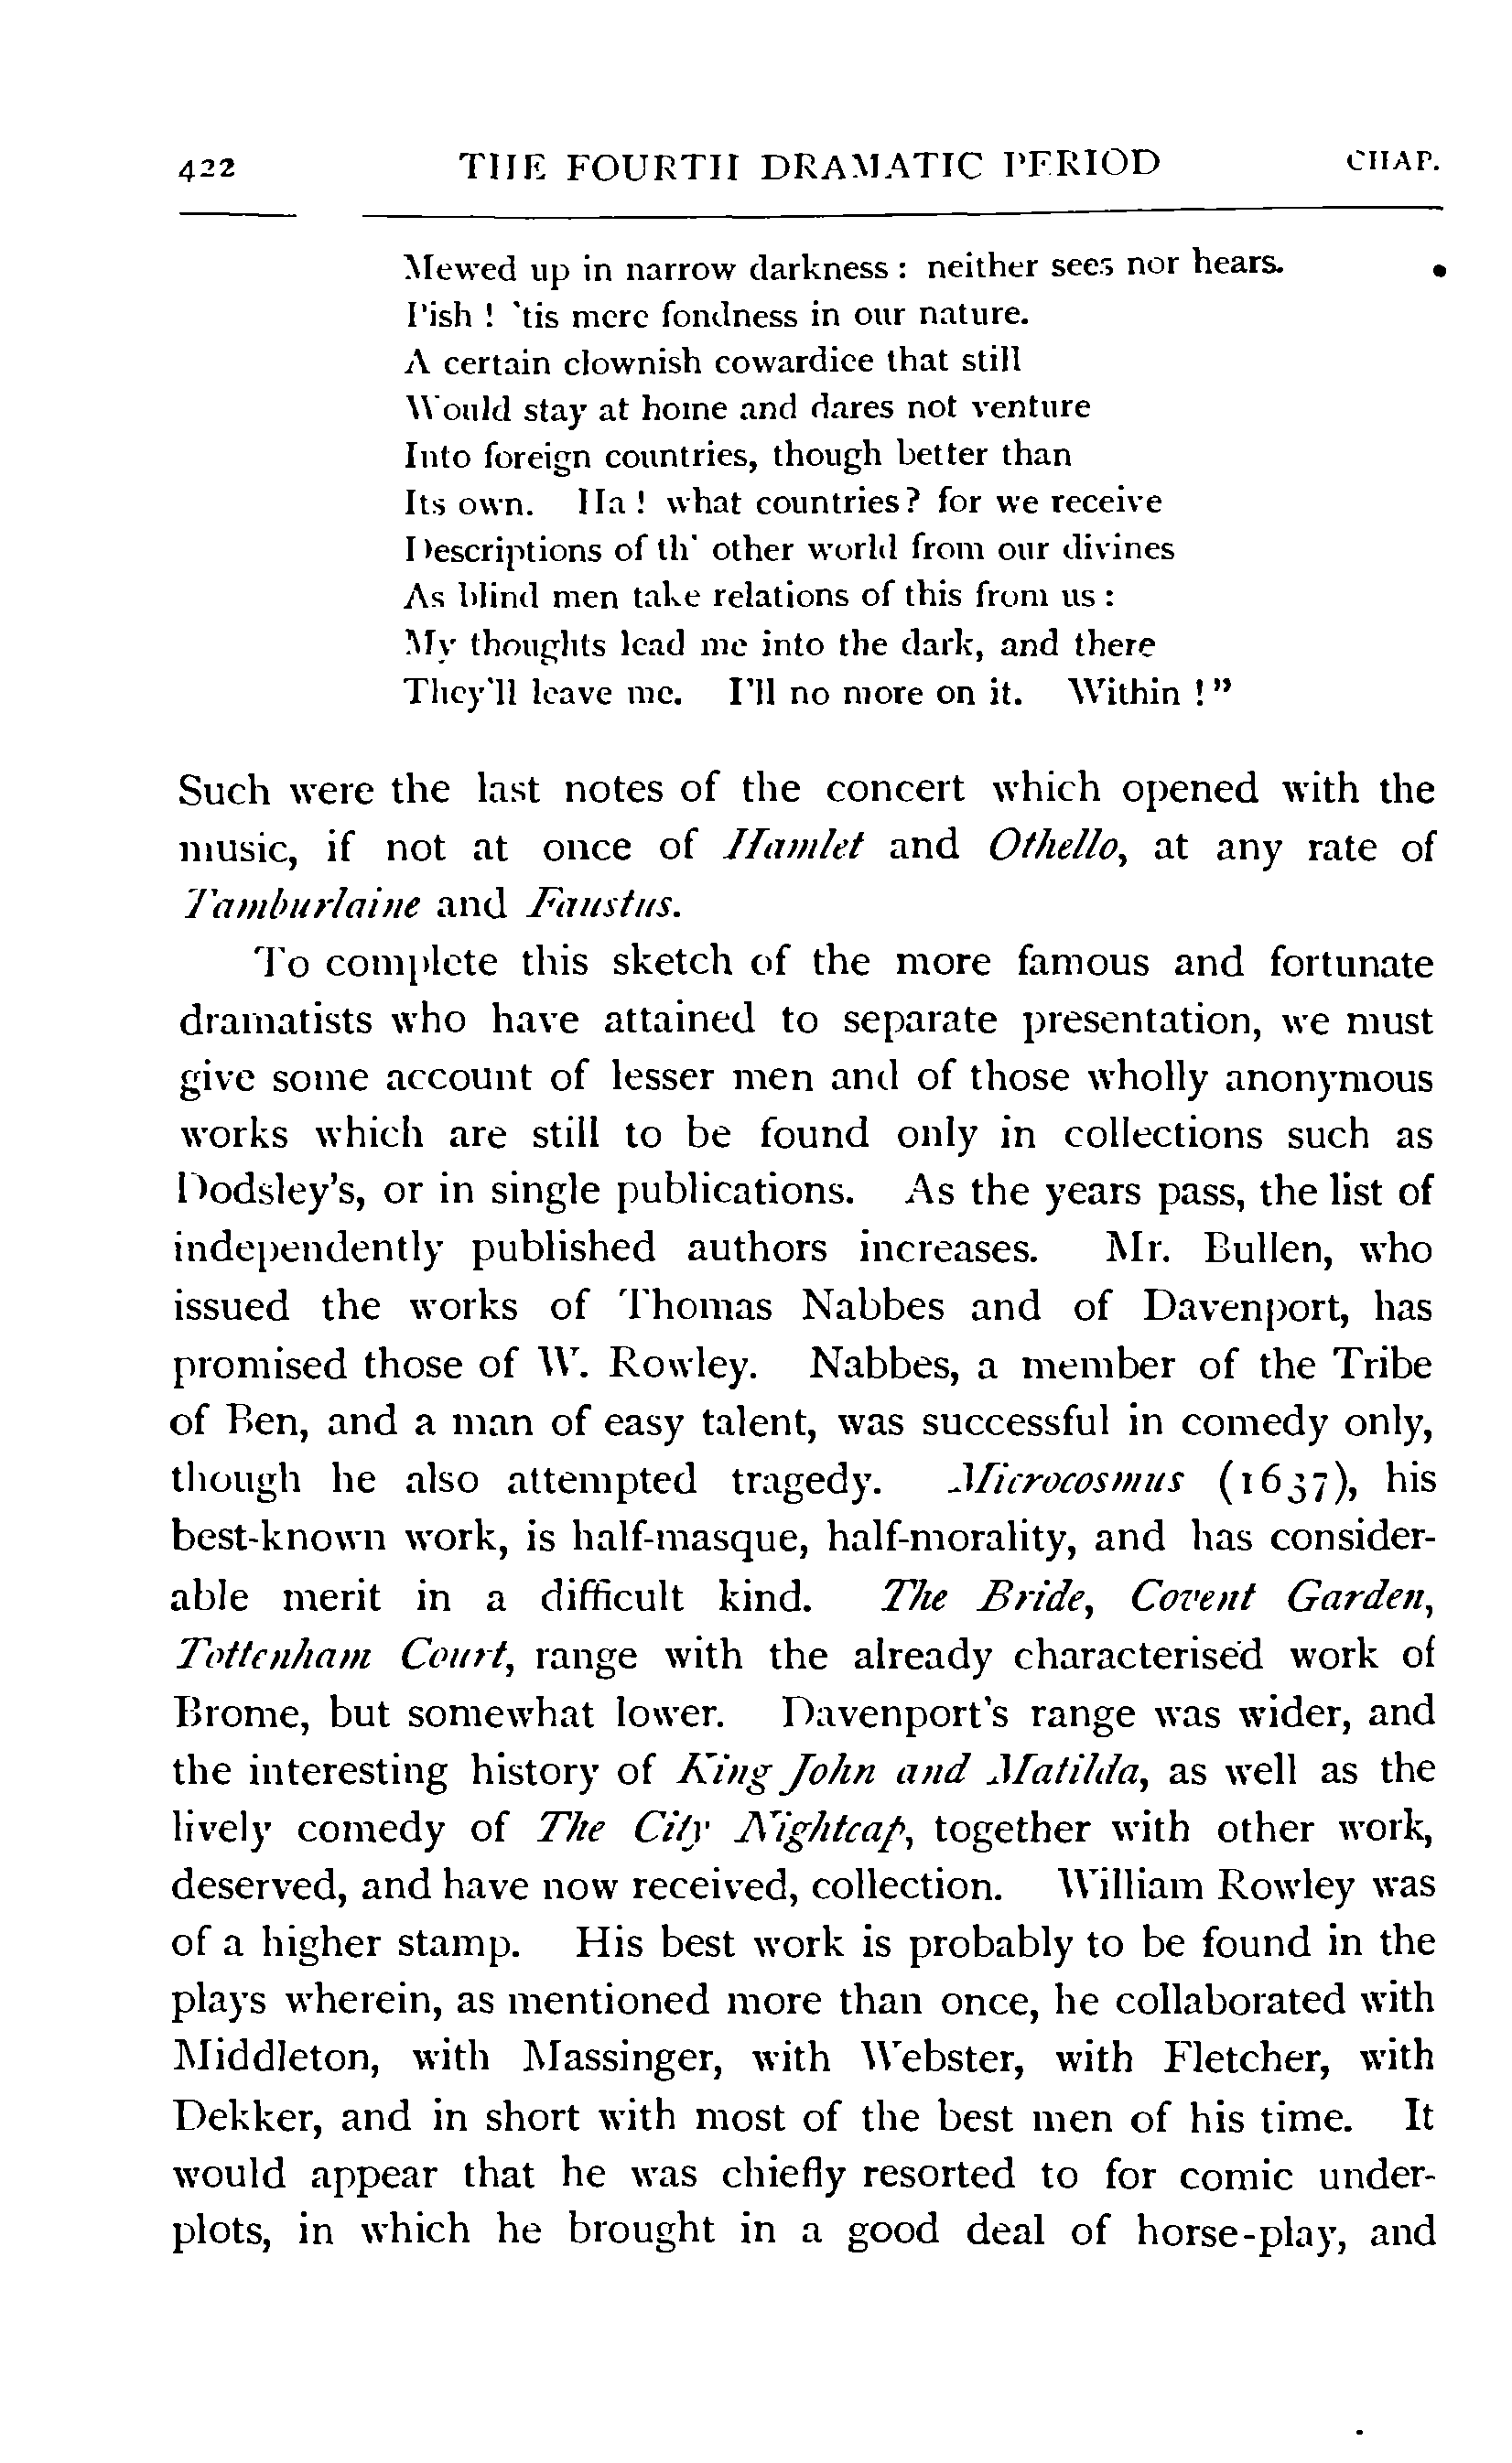 422 THE FOURTH DRAMATIC PERIOD CHAP.
Mewed up in narrow darkness : neither sees nor hears.
Pish ! 'tis mere fondness in our nature.
A certain clownish cowardice that still
Would stay at home and dares not venture
Into foreign countries, though better than
Its own. Ha ! what countries ? for we receive
Descriptions of th' other world from our divines
As blind men take relations of this from us :
My thoughts lead me into the dark, and there
They'll leave me. I'll no more on it. Within ! "
Such were the last notes of the concert which opened with the
music, if not at once of Hamlet and Othello, at any rate of
Tamburlaine and Faustus.
To complete this sketch of the more famous and fortunate
dramatists who have attained to separate presentation, we must
give some account of lesser men and of those wholly anonymous
works which are still to be found only in collections such as
Dodsley's, or in single publications. As the years pass, the list of
independently published authors increases. Mr. Bullen, who
issued the works of Thomas Nabbes and of Davenport, has
promised those of W. Rowley. Nabbes, a member of the Tribe
of Ben, and a man of easy talent, was successful in comedy only,
though he also attempted tragedy. Microcosmus (1637), his
best-known work, is half-masque, half-morality, and has consider-
able merit in a difficult kind. The Bride, Covent Garden,
Tottenham Court, range with the already characterised work of
Brome, but somewhat lower. Davenport's range was wider, and
the interesting history of King John and Matilda, as well as the
lively comedy of The City Nightcap, together with other work,
deserved, and have now received, collection. William Rowley was
of a higher stamp. His best work is probably to be found in the
plays wherein, as mentioned more than once, he collaborated with
Middleton, with Massinger, with Webster, with Fletcher, with
Dekker, and in short with most of the best men of his time. It
would appear that he was chiefly resorted to for comic under-
plots, in which he brought in a good deal of horse-play, and